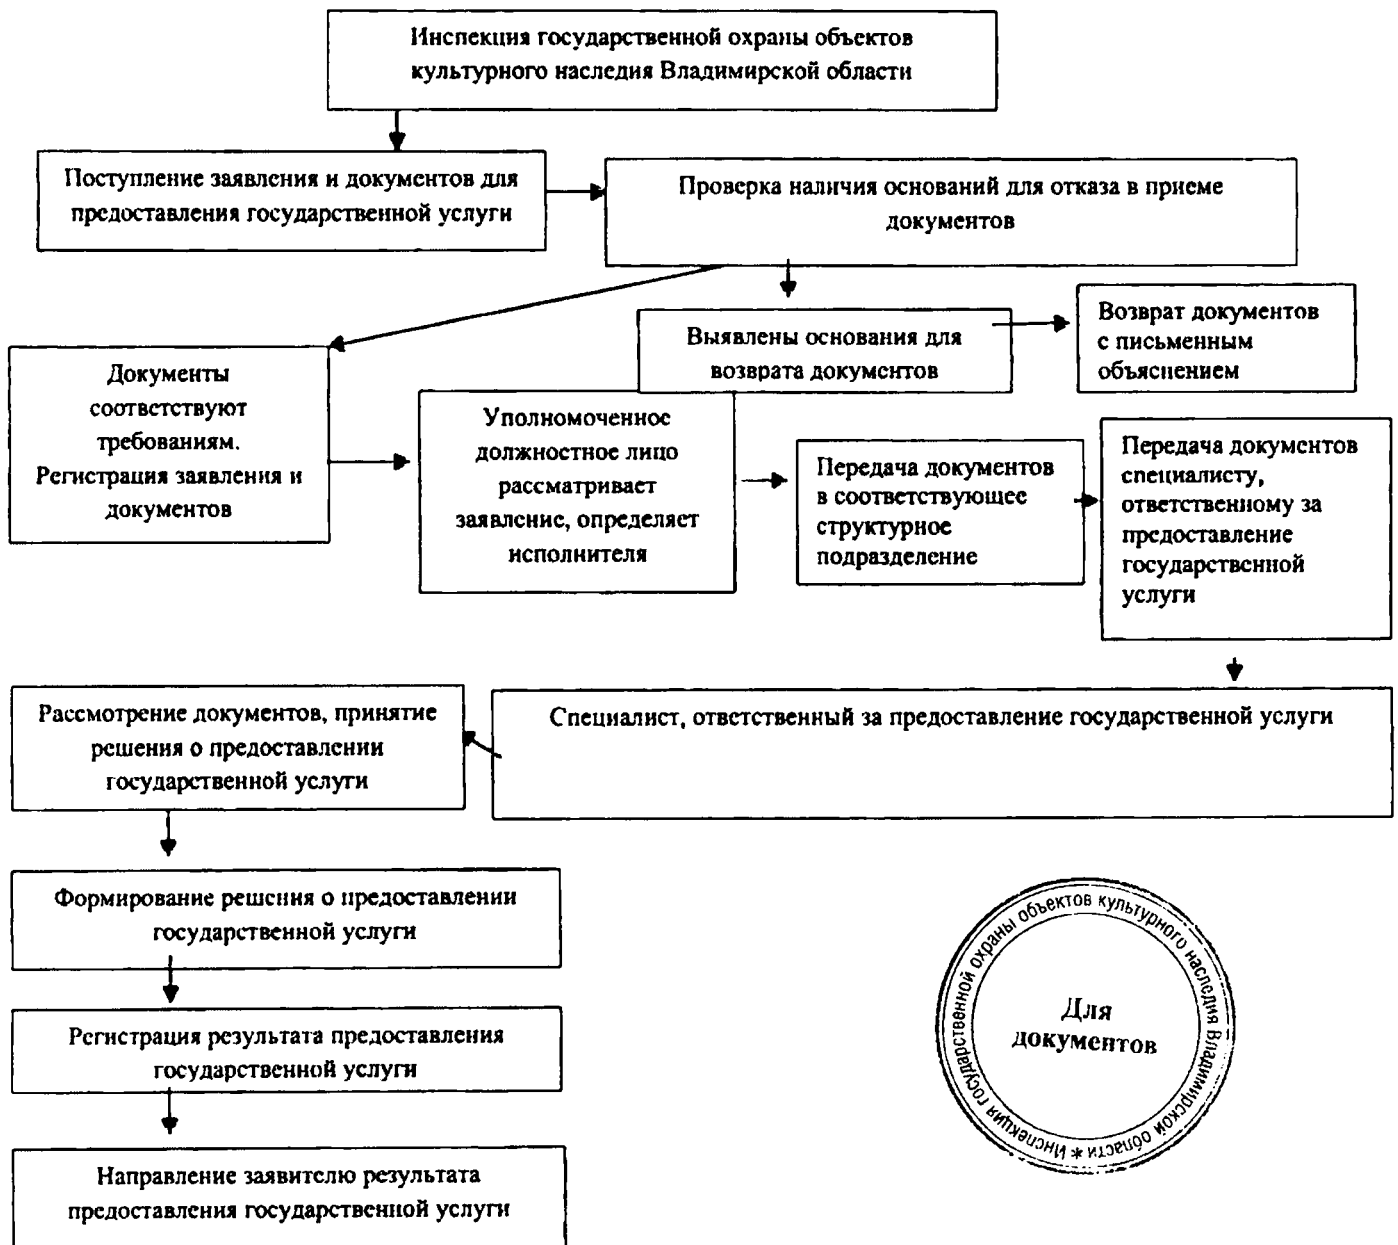 Инспекция государственной охраны объектов
культурного наследия Владимирской области
Поступление заявления и документов для
предоставления государственной услуги
Проверка наличия оснований для отказа в приеме
документов
Выявлены основания для
возврата документов
Возврат документов
с письменным
объяснением
Документы
соответствуют
требованиям.
Регистрация заявления и
документов
Уполномоченное
должностное лицо
рассматривает
заявление, определяет
исполнителя
Передача документов
в соответствующее
структурное
подразделение
Передача документов
специалисту,
ответственному за
предоставление
государственной
услуги
Специалист, ответственный за предоставление государственной услуги
Рассмотрение документов, принятие
решения о предоставлении
государственной услуги
Формирование решения о предоставлении
государственной услуги
Регистрация результата предоставления
государственной услуги
Направление заявителю результата
предоставления государственной услуги
Инспекция государственной охраны объектов культурного наследия Владимирской области *
Для
документов